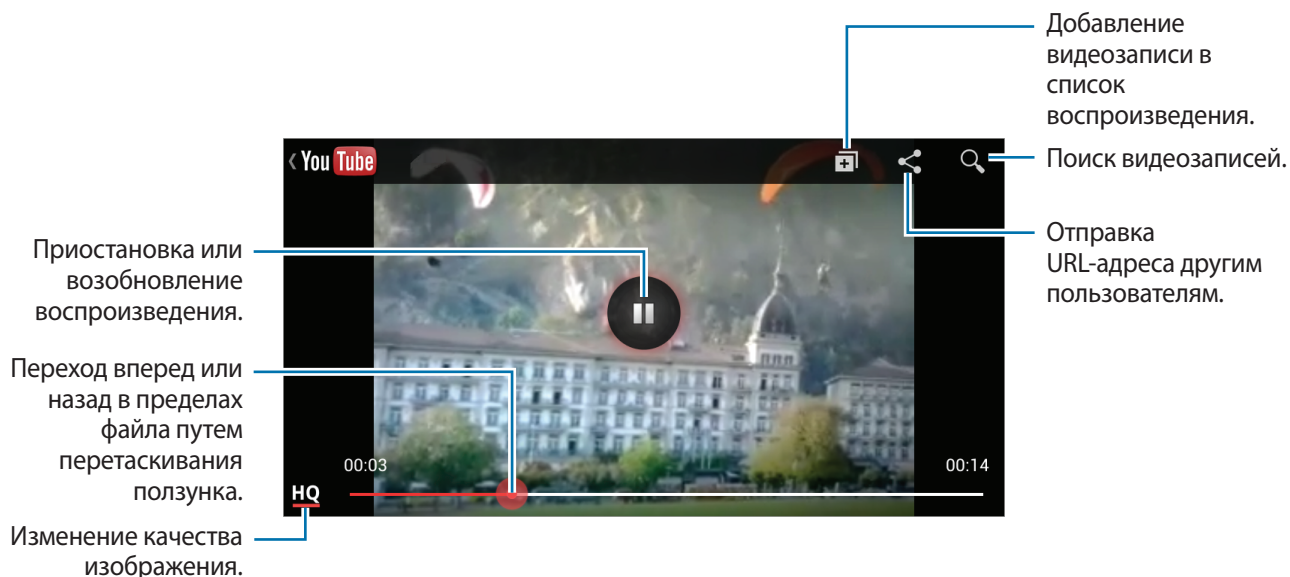 Добавление
видеозаписи в
список
воспроизведения.
You Tube
Поиск видеозаписей.
Отправка
URL-адреса другим
пользователям.
Приостановка или
возобновление
воспроизведения.
Переход вперед или
назад в пределах
файла путем
перетаскивания
ползунка.
00:03
00:14
HQ
Изменение качества
изображения.